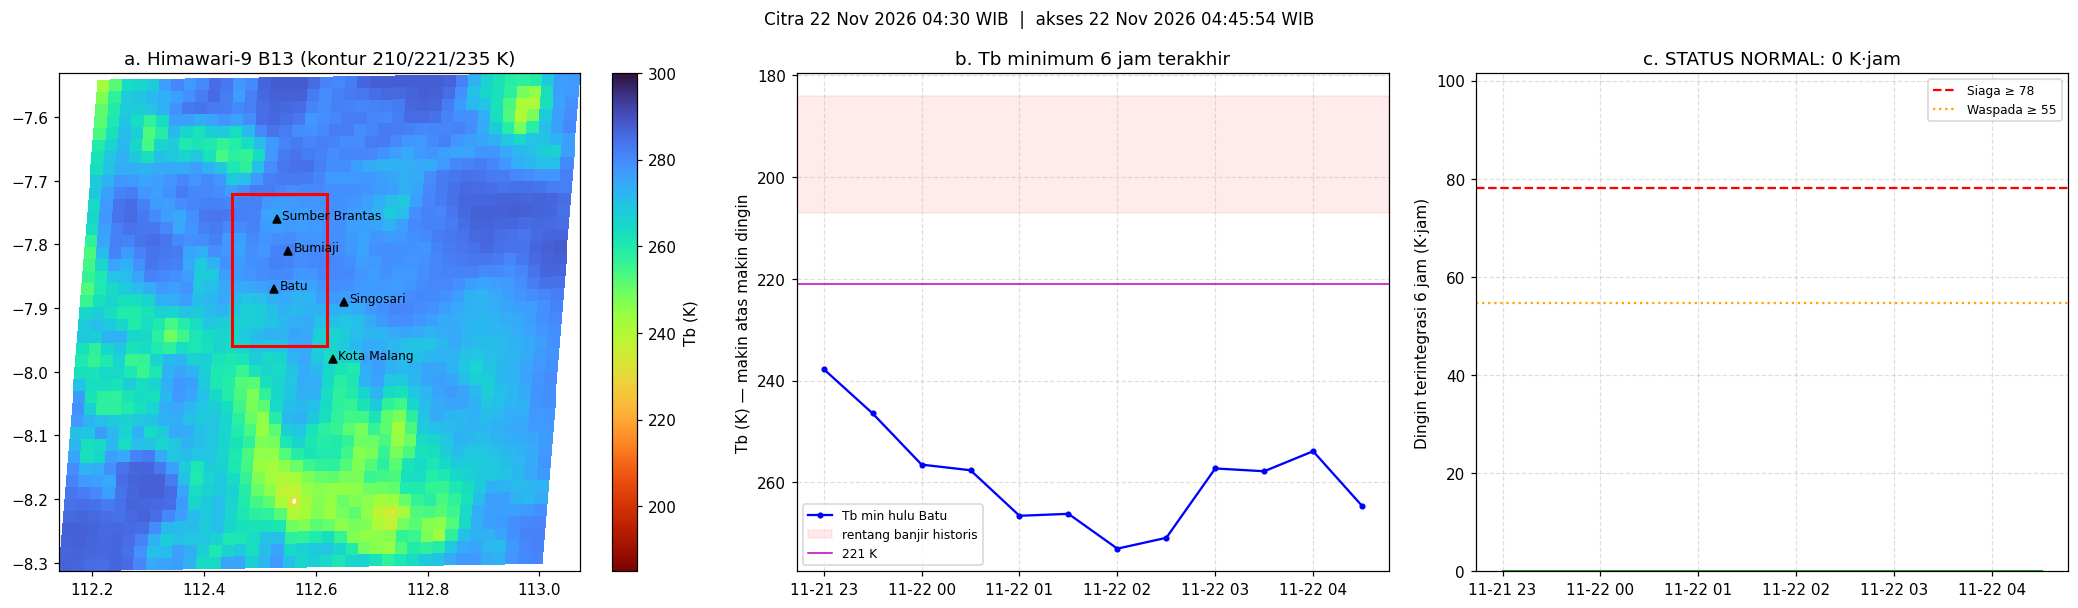 Citra 22 Nov 2026 04:30 WIB | akses 22 Nov 2026 04:45:54 WIB
a. Himawari-9 B13 (kontur 210/221/235 K)
−7.6
−7.7
−7.8
−7.9
−8.0
−8.1
−8.2
−8.3
112.2
112.4
112.6
112.8
113.0
Sumber Brantas
Bumiaji
Batu
Singosari
Kota Malang
300
280
260
240
220
200
Tb (K)
b. Tb minimum 6 jam terakhir
Tb (K) — makin atas makin dingin
180
200
220
240
260
Tb min hulu Batu
rentang banjir historis
221 K
11-21 23
11-22 00
11-22 01
11-22 02
11-22 03
11-22 04
c. STATUS NORMAL: 0 K·jam
Dingin terintegrasi 6 jam (K·jam)
100
80
60
40
20
0
Siaga ≥ 78
Waspada ≥ 55
11-21 23
11-22 00
11-22 01
11-22 02
11-22 03
11-22 04